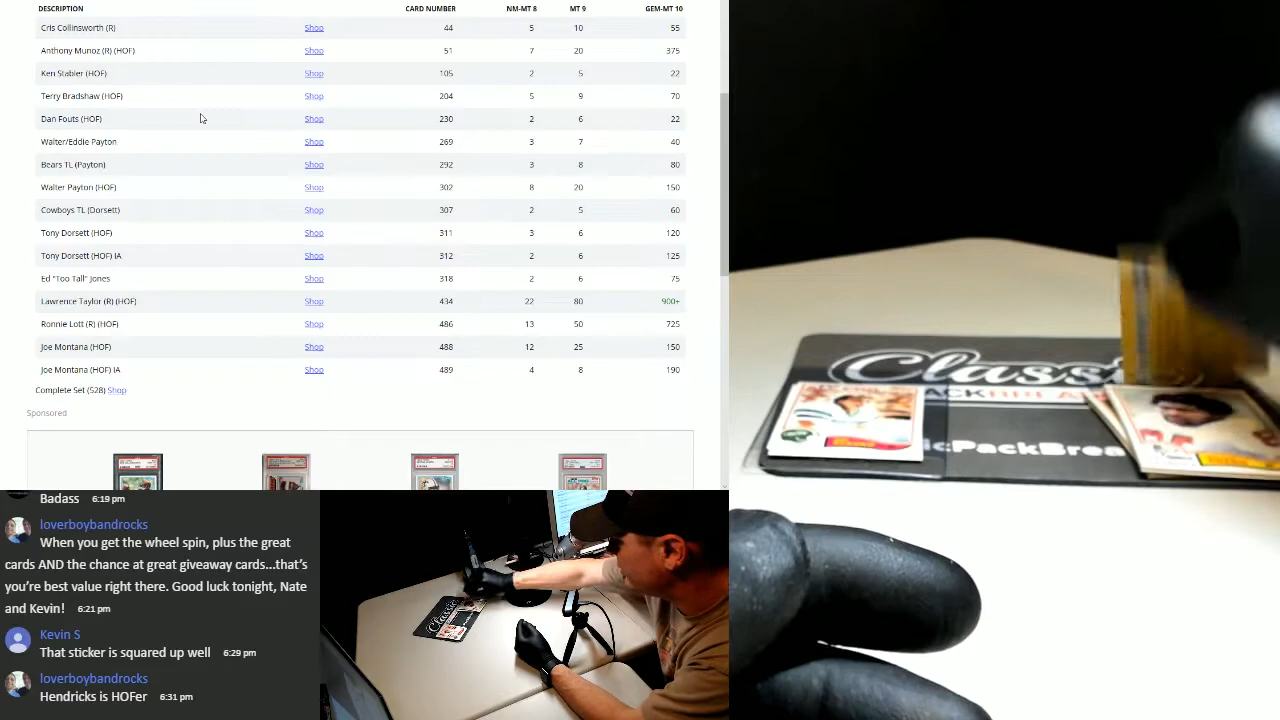 DESCRIPTION CARD NUMBER NM-MT 8 MT 9 GEM-MT 10
Cris Collinsworth (R) Shop 44 5 10 55
Anthony Munoz (R) (HOF) Shop 51 7 20 375
Ken Stabler (HOF) Shop 105 2 5 22
Terry Bradshaw (HOF) Shop 204 5 9 70
Dan Fouts (HOF) Shop 230 2 6 22
Walter/Eddie Payton Shop 269 3 7 40
Bears TL (Payton) Shop 292 3 8 80
Walter Payton (HOF) Shop 302 8 20 150
Cowboys TL (Dorsett) Shop 307 2 5 60
Tony Dorsett (HOF) Shop 311 3 6 120
Tony Dorsett (HOF) IA Shop 312 2 6 125
Ed "Too Tall" Jones Shop 318 2 6 75
Lawrence Taylor (R) (HOF) Shop 434 22 80 900+
Ronnie Lott (R) (HOF) Shop 486 13 50 725
Joe Montana (HOF) Shop 488 12 25 150
Joe Montana (HOF) IA Shop 489 4 8 190
Complete Set (528) Shop
Sponsored
Badass 6:19 pm
loverboybandrocks
When you get the wheel spin, plus the great
cards AND the chance at great giveaway cards...that's
you're best value right there. Good luck tonight, Nate
and Kevin! 6:21 pm
Kevin S
That sticker is squared up well 6:29 pm
loverboybandrocks
Hendricks is HOFer 6:31 pm
Classic
icPackBrea